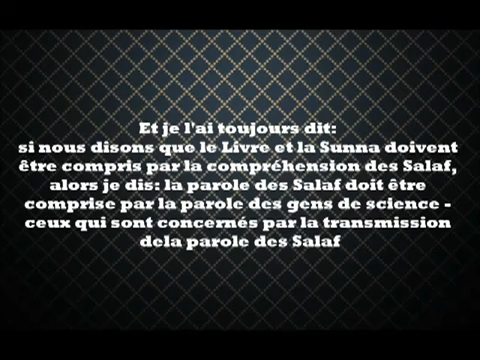 Et je l'ai toujours dit:
si nous disons que le Livre et la Sunna doivent
être compris par la compréhension des Salaf,
alors je dis: la parole des Salaf doit être
comprise par la parole des gens de science -
ceux qui sont concernés par la transmission
dela parole des Salaf